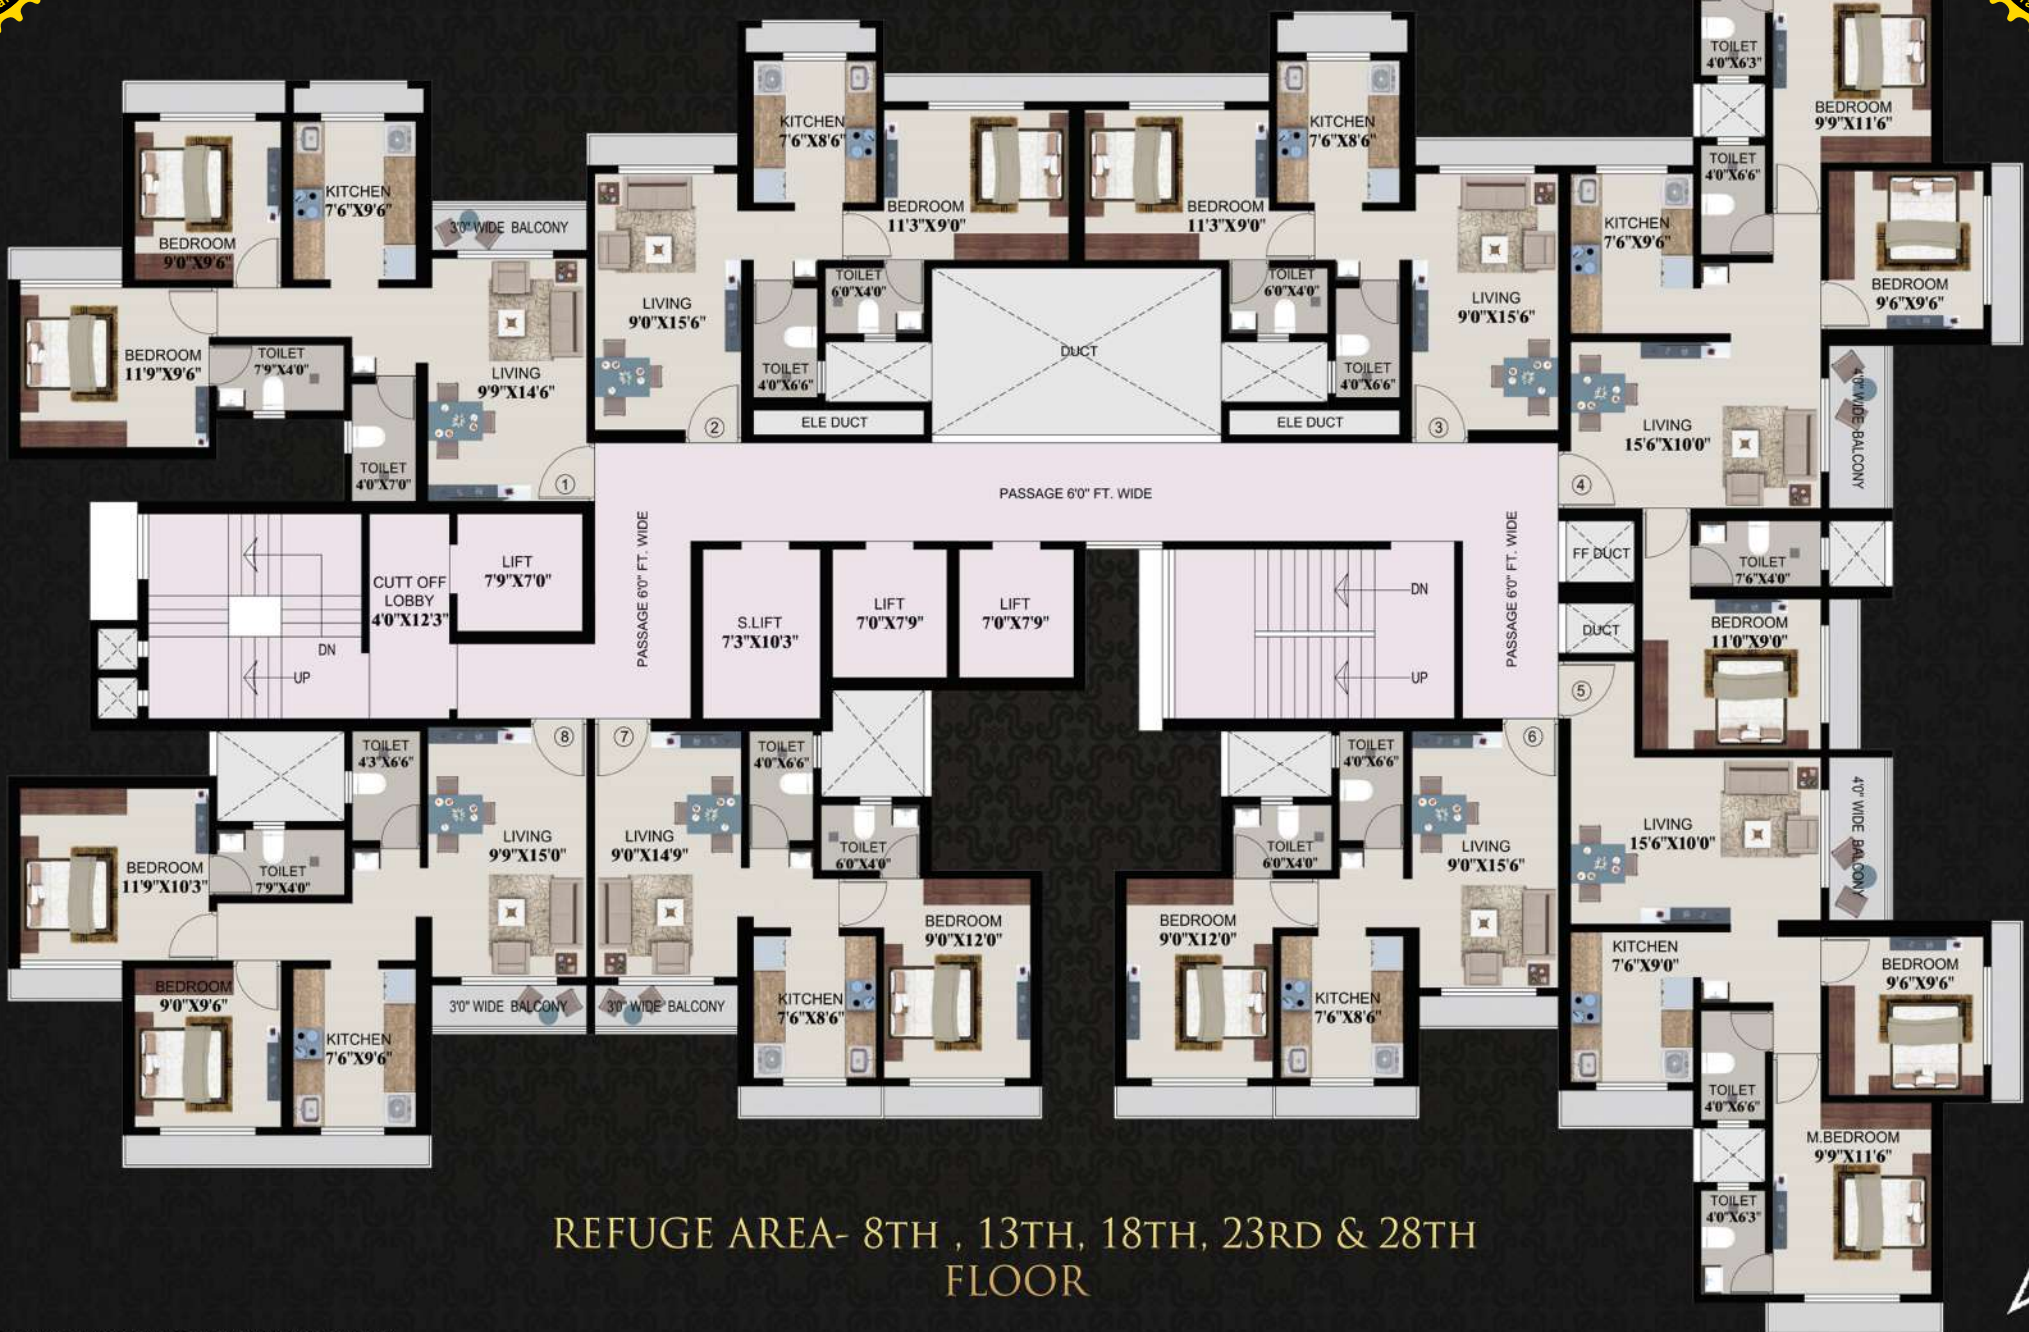 TOILET
4'0"X6'3"
BEDROOM
9'9"X11'6"
KITCHEN
7'6"X8'6"
KITCHEN
7'6"X8'6"
TOILET
4'0"X6'6"
BEDROOM
9'0"X9'6"
KITCHEN
7'6"X9'6"
3'0" WIDE BALCONY
BEDROOM
11'3"X9'0"
BEDROOM
11'3"X9'0"
KITCHEN
7'6"X9'6"
BEDROOM
9'6"X9'6"
BEDROOM
11'9"X9'6"
TOILET
7'9"X4'0"
LIVING
9'9"X14'6"
TOILET
4'0"X7'0"
1
LIVING
9'0"X15'6"
TOILET
6'0"X4'0"
TOILET
4'0"X6'6"
2
ELE DUCT
DUCT
TOILET
6'0"X4'0"
TOILET
4'0"X6'6"
ELE DUCT
LIVING
9'0"X15'6"
3
LIVING
15'6"X10'0"
4'0" WIDE BALCONY
4
PASSAGE 6'0" FT. WIDE
PASSAGE 6'0" FT. WIDE
PASSAGE 6'0" FT. WIDE
CUTT OFF
LOBBY
4'0"X12'3"
LIFT
7'9"X7'0"
DN
UP
S.LIFT
7'3"X10'3"
LIFT
7'0"X7'9"
LIFT
7'0"X7'9"
DN
UP
FF DUCT
DUCT
TOILET
7'6"X4'0"
BEDROOM
11'0"X9'0"
5
8
7
6
TOILET
4'3"X6'6"
TOILET
4'0"X6'6"
TOILET
4'0"X6'6"
BEDROOM
11'9"X10'3"
TOILET
7'9"X4'0"
LIVING
9'9"X15'0"
LIVING
9'0"X14'9"
TOILET
6'0"X4'0"
TOILET
6'0"X4'0"
LIVING
9'0"X15'6"
LIVING
15'6"X10'0"
4'0" WIDE BALCONY
BEDROOM
9'0"X9'6"
KITCHEN
7'6"X9'6"
3'0" WIDE BALCONY
3'0" WIDE BALCONY
KITCHEN
7'6"X8'6"
BEDROOM
9'0"X12'0"
BEDROOM
9'0"X12'0"
KITCHEN
7'6"X8'6"
KITCHEN
7'6"X9'0"
BEDROOM
9'6"X9'6"
TOILET
4'0"X6'6"
M.BEDROOM
9'9"X11'6"
TOILET
4'0"X6'3"
REFUGE AREA- 8TH , 13TH, 18TH, 23RD & 28TH
FLOOR